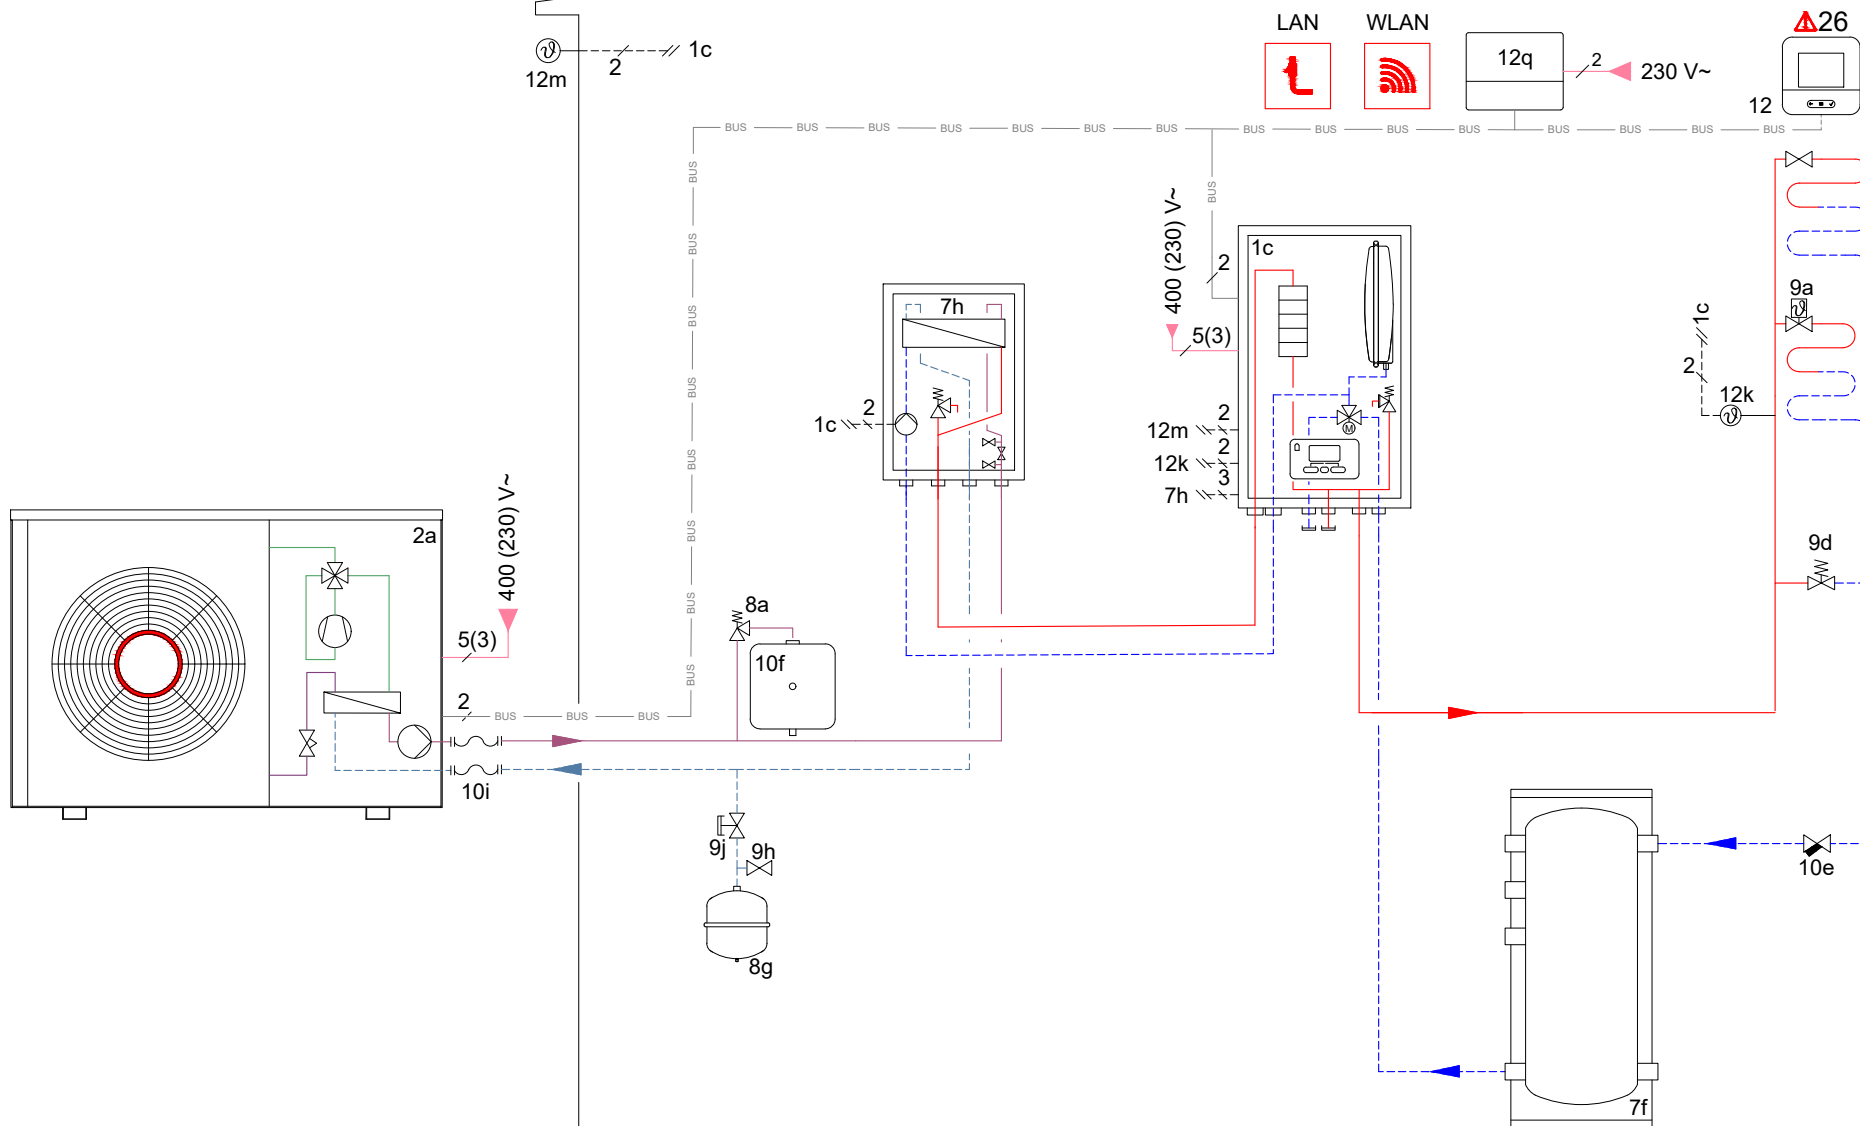 LAN
WLAN
26
12m
2
1c
12q
2
230 V~
12
BUS BUS BUS BUS BUS BUS BUS BUS BUS BUS BUS BUS BUS BUS BUS
BUS
BUS
BUS
BUS
BUS
BUS
BUS
BUS
BUS
400 (230) V~
2
1c
5(3)
7h
1c
2
12m
2
12k
2
7h
3
9a
1c
2
12k
9d
2a
400 (230) V~
5(3)
2
BUS BUS BUS
8a
10f
10i
9j
9h
8g
10e
7f
M